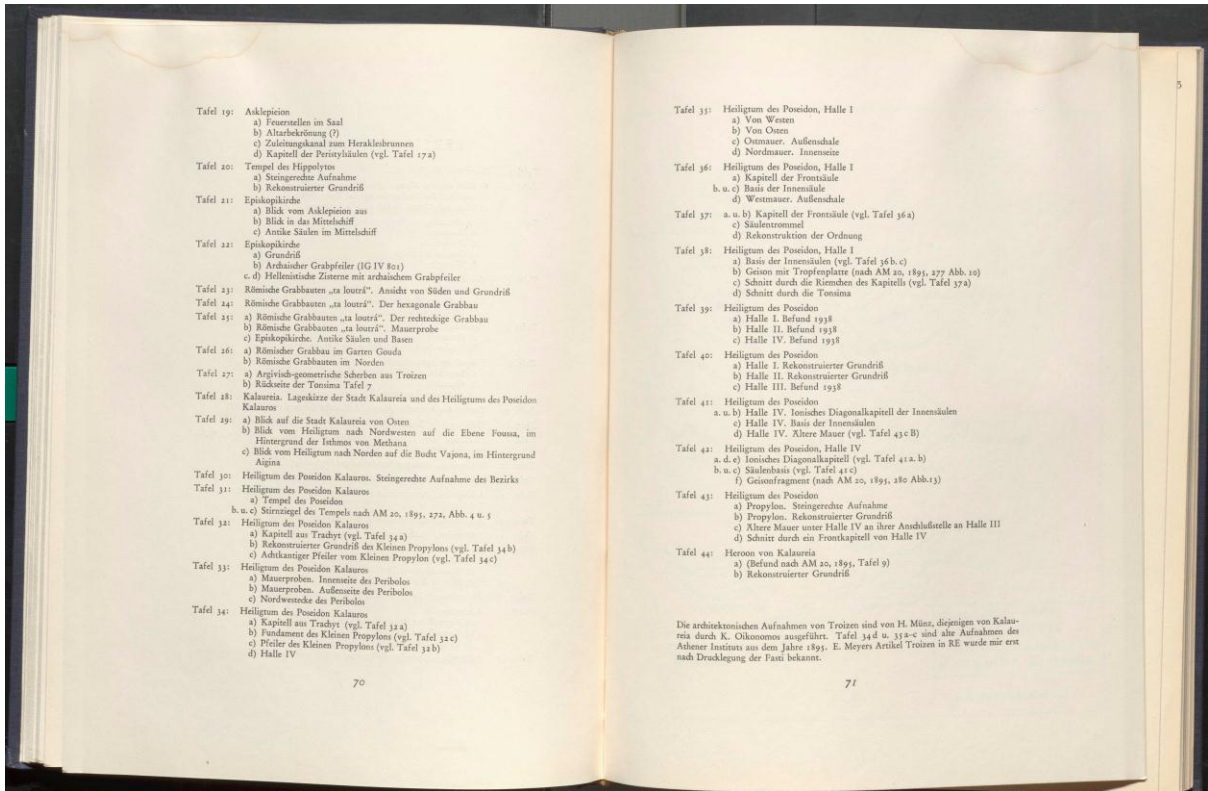 Tafel 19: Asklepieion
a) Feuerstellen im Saal
b) Altarbekrönung (?)
c) Zuleitungskanal zum Heraklesbrunnen
d) Kapitell der Peristylsäulen (vgl. Tafel 17a)
Tafel 20: Tempel des Hippolytos
a) Steingerechte Aufnahme
b) Rekonstruierter Grundriß
Tafel 21: Episkopikirche
a) Blick vom Asklepieion aus
b) Blick in das Mittelschiff
c) Antike Säulen im Mittelschiff
Tafel 22: Episkopikirche
a) Grundriß
b) Archaischer Grabpfeiler (IG IV 801)
c. d) Hellenistische Zisterne mit archaischem Grabpfeiler
Tafel 23: Römische Grabbauten „ta loutrá“. Ansicht von Süden und Grundriß
Tafel 24: Römische Grabbauten „ta loutrá“. Der hexagonale Grabbau
Tafel 25: a) Römische Grabbauten „ta loutrá“. Der rechteckige Grabbau
b) Römische Grabbauten „ta loutrá“. Mauerprobe
c) Episkopikirche. Antike Säulen und Basen
Tafel 26: a) Römischer Grabbau im Garten Gouda
b) Römische Grabbauten im Norden
Tafel 27: a) Argivisch-geometrische Scherben aus Troizen
b) Rückseite der Tonsima Tafel 7
Tafel 28: Kalaureia. Lageskizze der Stadt Kalaureia und des Heiligtums des Poseidon
Kalauros
Tafel 29: a) Blick auf die Stadt Kalaureia von Osten
b) Blick vom Heiligtum nach Nordwesten auf die Ebene Foussa, im
Hintergrund der Isthmos von Methana
c) Blick vom Heiligtum nach Norden auf die Bucht Vajona, im Hintergrund
Aigina
Tafel 30: Heiligtum des Poseidon Kalauros. Steingerechte Aufnahme des Bezirks
Tafel 31: Heiligtum des Poseidon Kalauros
a) Tempel des Poseidon
b. u. c) Stirnziegel des Tempels nach AM 20, 1895, 272, Abb. 4 u. 5
Tafel 32: Heiligtum des Poseidon Kalauros
a) Kapitell aus Trachyt (vgl. Tafel 34a)
b) Rekonstruierter Grundriß des Kleinen Propylons (vgl. Tafel 34b)
c) Achtkantiger Pfeiler vom Kleinen Propylon (vgl. Tafel 34c)
Tafel 33: Heiligtum des Poseidon Kalauros
a) Mauerproben. Innenseite des Peribolos
b) Mauerproben. Außenseite des Peribolos
c) Nordwestecke des Peribolos
Tafel 34: Heiligtum des Poseidon Kalauros
a) Kapitell aus Trachyt (vgl. Tafel 32a)
b) Fundament des Kleinen Propylons (vgl. Tafel 32c)
c) Pfeiler des Kleinen Propylons (vgl. Tafel 32b)
d) Halle IV
70
Tafel 35: Heiligtum des Poseidon, Halle I
a) Von Westen
b) Von Osten
c) Ostmauer. Außenschale
d) Nordmauer. Innenseite
Tafel 36: Heiligtum des Poseidon, Halle I
a) Kapitell der Frontsäule
b. u. c) Basis der Innensäule
d) Westmauer. Außenschale
Tafel 37: a. u. b) Kapitell der Frontsäule (vgl. Tafel 36a)
c) Säulentrommel
d) Rekonstruktion der Ordnung
Tafel 38: Heiligtum des Poseidon, Halle I
a) Basis der Innensäulen (vgl. Tafel 36b. c)
b) Geison mit Tropfenplatte (nach AM 20, 1895, 277 Abb. 10)
c) Schnitt durch die Riemchen des Kapitells (vgl. Tafel 37a)
d) Schnitt durch die Tonsima
Tafel 39: Heiligtum des Poseidon
a) Halle I. Befund 1938
b) Halle II. Befund 1938
c) Halle IV. Befund 1938
Tafel 40: Heiligtum des Poseidon
a) Halle I. Rekonstruierter Grundriß
b) Halle II. Rekonstruierter Grundriß
c) Halle III. Befund 1938
Tafel 41: Heiligtum des Poseidon
a. u. b) Halle IV. Ionisches Diagonalkapitell der Innensäulen
c) Halle IV. Basis der Innensäulen
d) Halle IV. Ältere Mauer (vgl. Tafel 43c B)
Tafel 42: Heiligtum des Poseidon, Halle IV
a. d. e) Ionisches Diagonalkapitell (vgl. Tafel 41a. b)
b. u. c) Säulenbasis (vgl. Tafel 41c)
f) Geisonfragment (nach AM 20, 1895, 280 Abb.13)
Tafel 43: Heiligtum des Poseidon
a) Propylon. Steingerechte Aufnahme
b) Propylon. Rekonstruierter Grundriß
c) Ältere Mauer unter Halle IV an ihrer Anschlußstelle an Halle III
d) Schnitt durch ein Frontkapitell von Halle IV
Tafel 44: Heroon von Kalaureia
a) (Befund nach AM 20, 1895, Tafel 9)
b) Rekonstruierter Grundriß
Die architektonischen Aufnahmen von Troizen sind von H. Münz, diejenigen von Kalau-
reia durch K. Oikonomos ausgeführt. Tafel 34d u. 35a–c sind alte Aufnahmen des
Athener Instituts aus dem Jahre 1895. E. Meyers Artikel Troizen in RE wurde mir erst
nach Drucklegung der Fasti bekannt.
71
5